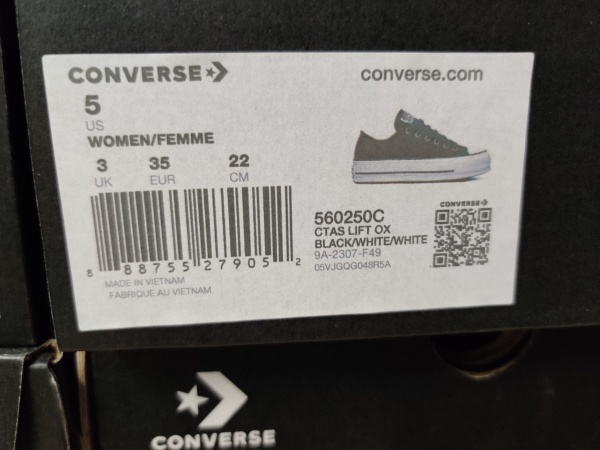 CONVERSE
converse.com
5
US
WOMEN/FEMME
3 35 22
UK EUR CM
8 88755 27905 2
MADE IN VIETNAM
FABRIQUE AU VIETNAM
560250C
CTAS LIFT OX
BLACK/WHITE/WHITE
9A-2307-F49
05VJGQG048R5A
CONVERSE
CONVERSE